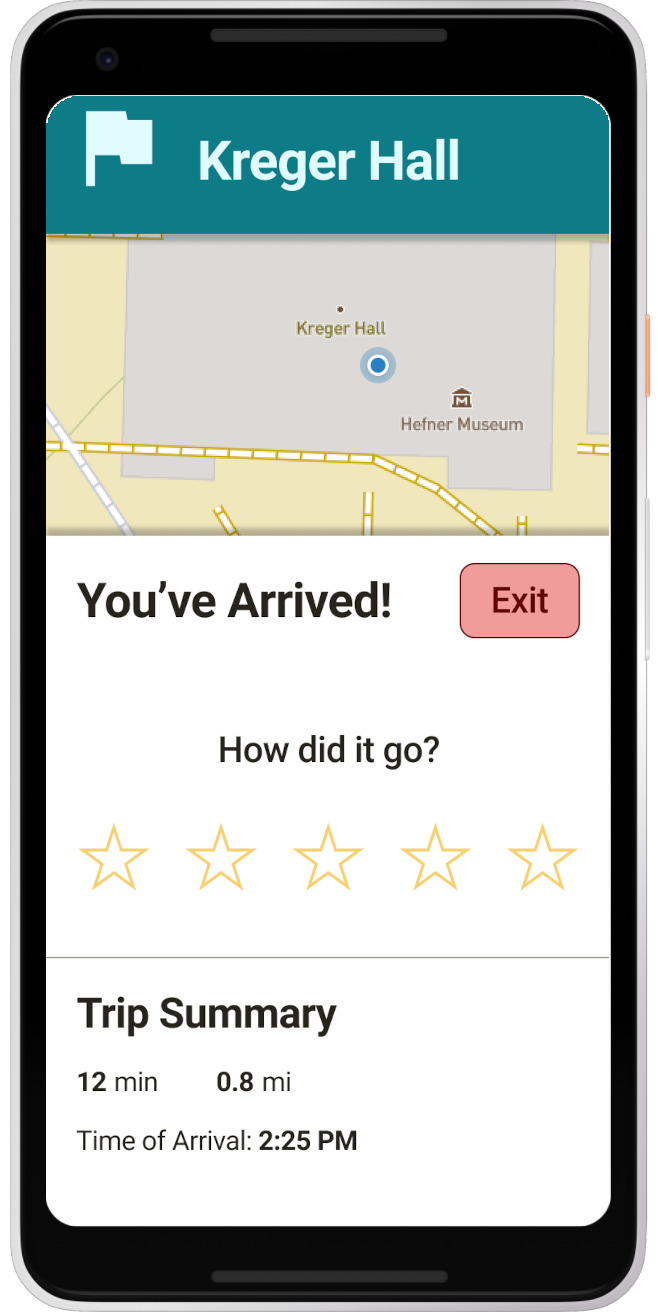 Kreger Hall
Kreger Hall
Hefner Museum
You’ve Arrived!
Exit
How did it go?
Trip Summary
12 min 0.8 mi
Time of Arrival: 2:25 PM